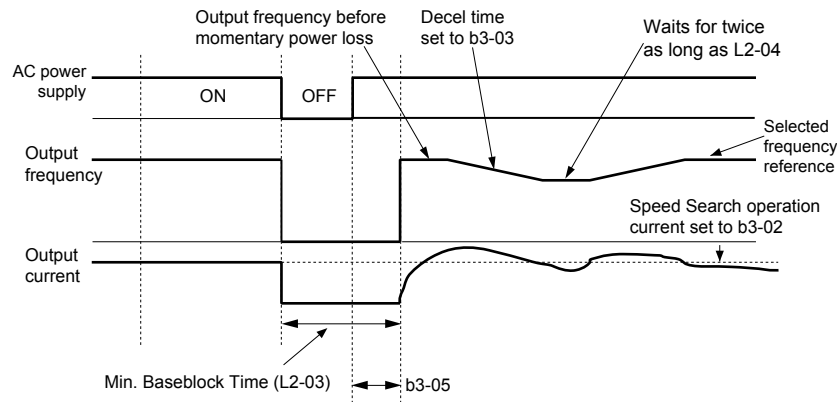 Output frequency before
momentary power loss
Decel time
set to b3-03
Waits for twice
as long as L2-04
AC power
supply
ON
OFF
Output
frequency
Selected
frequency
reference
Speed Search operation
current set to b3-02
Output
current
Min. Baseblock Time (L2-03)
b3-05